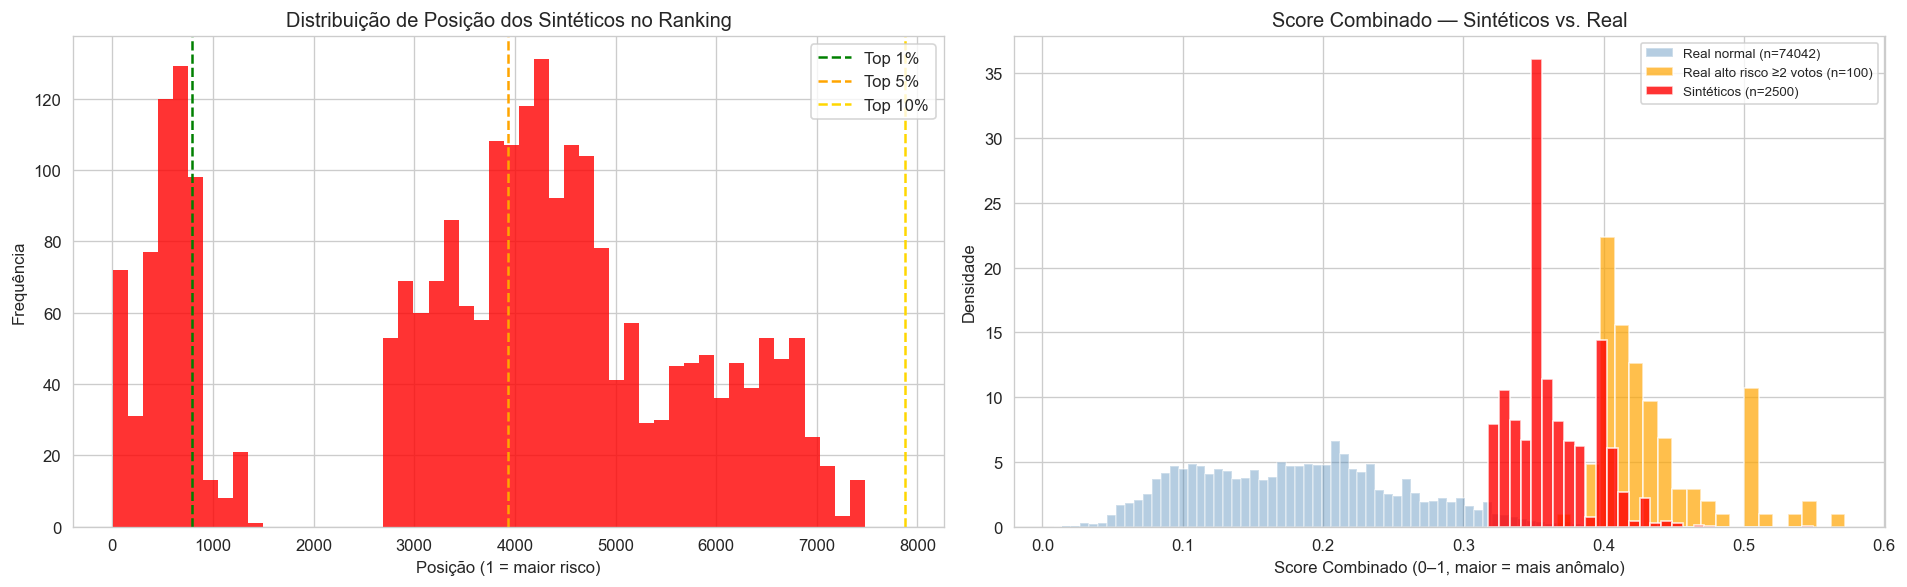 Distribuição de Posição dos Sintéticos no Ranking
Top 1%
Top 5%
Top 10%
120
100
80
60
40
20
0
Frequência
0 1000 2000 3000 4000 5000 6000 7000 8000
Posição (1 = maior risco)
Score Combinado — Sintéticos vs. Real
Real normal (n=74042)
Real alto risco ≥2 votos (n=100)
Sintéticos (n=2500)
35
30
25
20
15
10
5
0
Densidade
0.0 0.1 0.2 0.3 0.4 0.5 0.6
Score Combinado (0–1, maior = mais anômalo)